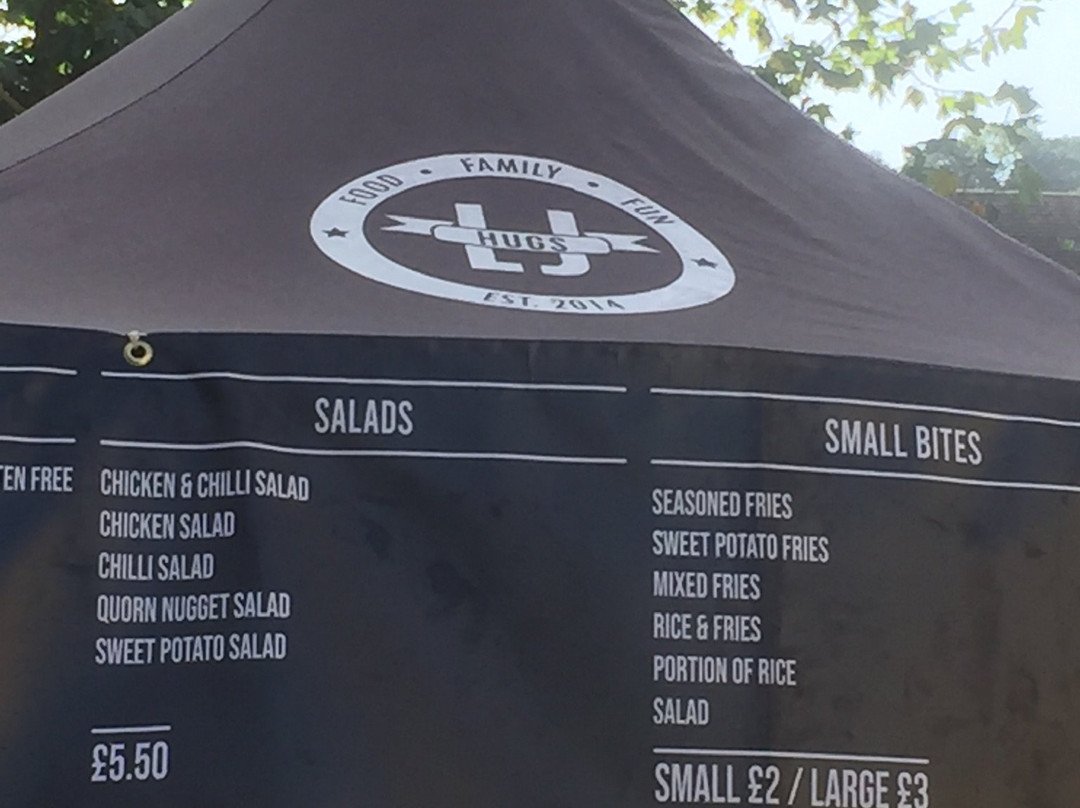 FOOD • FAMILY • FUN
LJ
HUGS
EST. 2014
SALADS
CHICKEN & CHILLI SALAD
CHICKEN SALAD
CHILLI SALAD
QUORN NUGGET SALAD
SWEET POTATO SALAD
£5.50
SMALL BITES
SEASONED FRIES
SWEET POTATO FRIES
MIXED FRIES
RICE & FRIES
PORTION OF RICE
SALAD
SMALL £2 / LARGE £3
TEN FREE